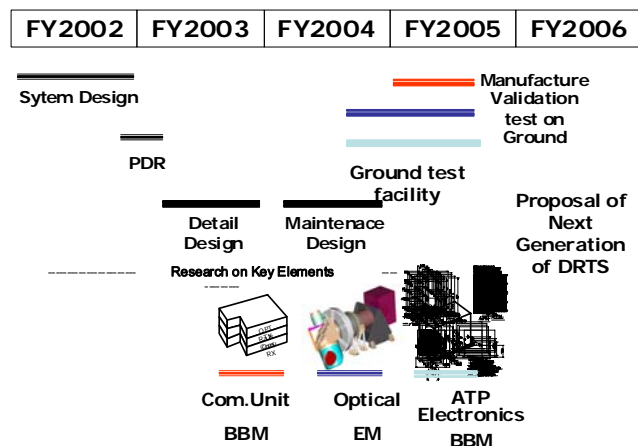 FY2002 FY2003 FY2004 FY2005 FY2006
Sytem Design
Manufacture
Validation
test on
Ground
PDR
Ground test
facility
Detail
Design
Maintenace
Design
Proposal of
Next
Generation
of DRTS
Research on Key Elements
RX
Com.Unit
BBM
Optical
EM
ATP
Electronics
BBM